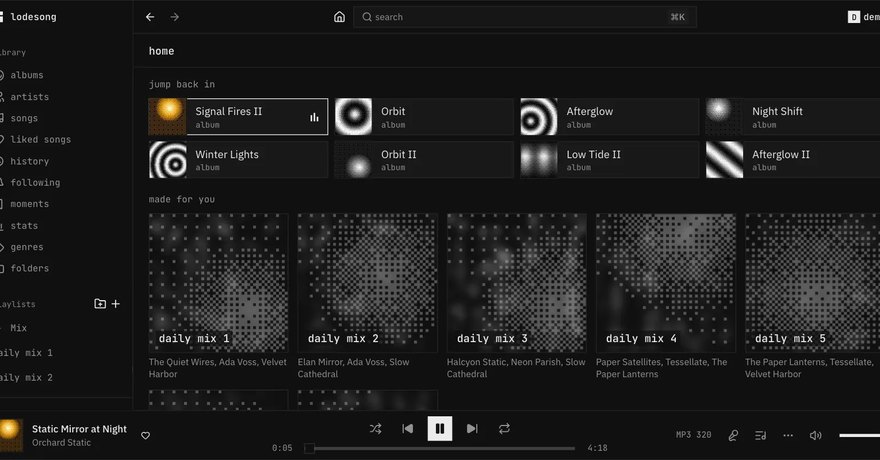 lodesong
search
⌘K
D
library
albums
artists
songs
liked songs
history
following
moments
stats
genres
folders
playlists
Mix
daily mix 1
daily mix 2
home
jump back in
Signal Fires II
album
Orbit
album
Afterglow
album
Night Shift
album
Winter Lights
album
Orbit II
album
Low Tide II
album
Afterglow II
album
made for you
daily mix 1
The Quiet Wires, Ada Voss, Velvet
Harbor
daily mix 2
Elan Mirror, Ada Voss, Slow
Cathedral
daily mix 3
Halcyon Static, Neon Parish, Slow
Cathedral
daily mix 4
Paper Satellites, Tessellate, The
Paper Lanterns
daily mix 5
The Paper Lanterns, Tessellate,
Velvet Harbor
Static Mirror at Night
Orchard Static
0:05
4:18
MP3 320